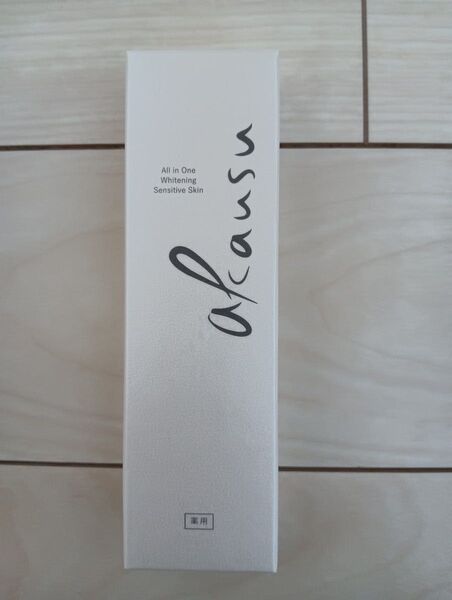 All in One
Whitening
Sensitive Skin
akausu
薬用